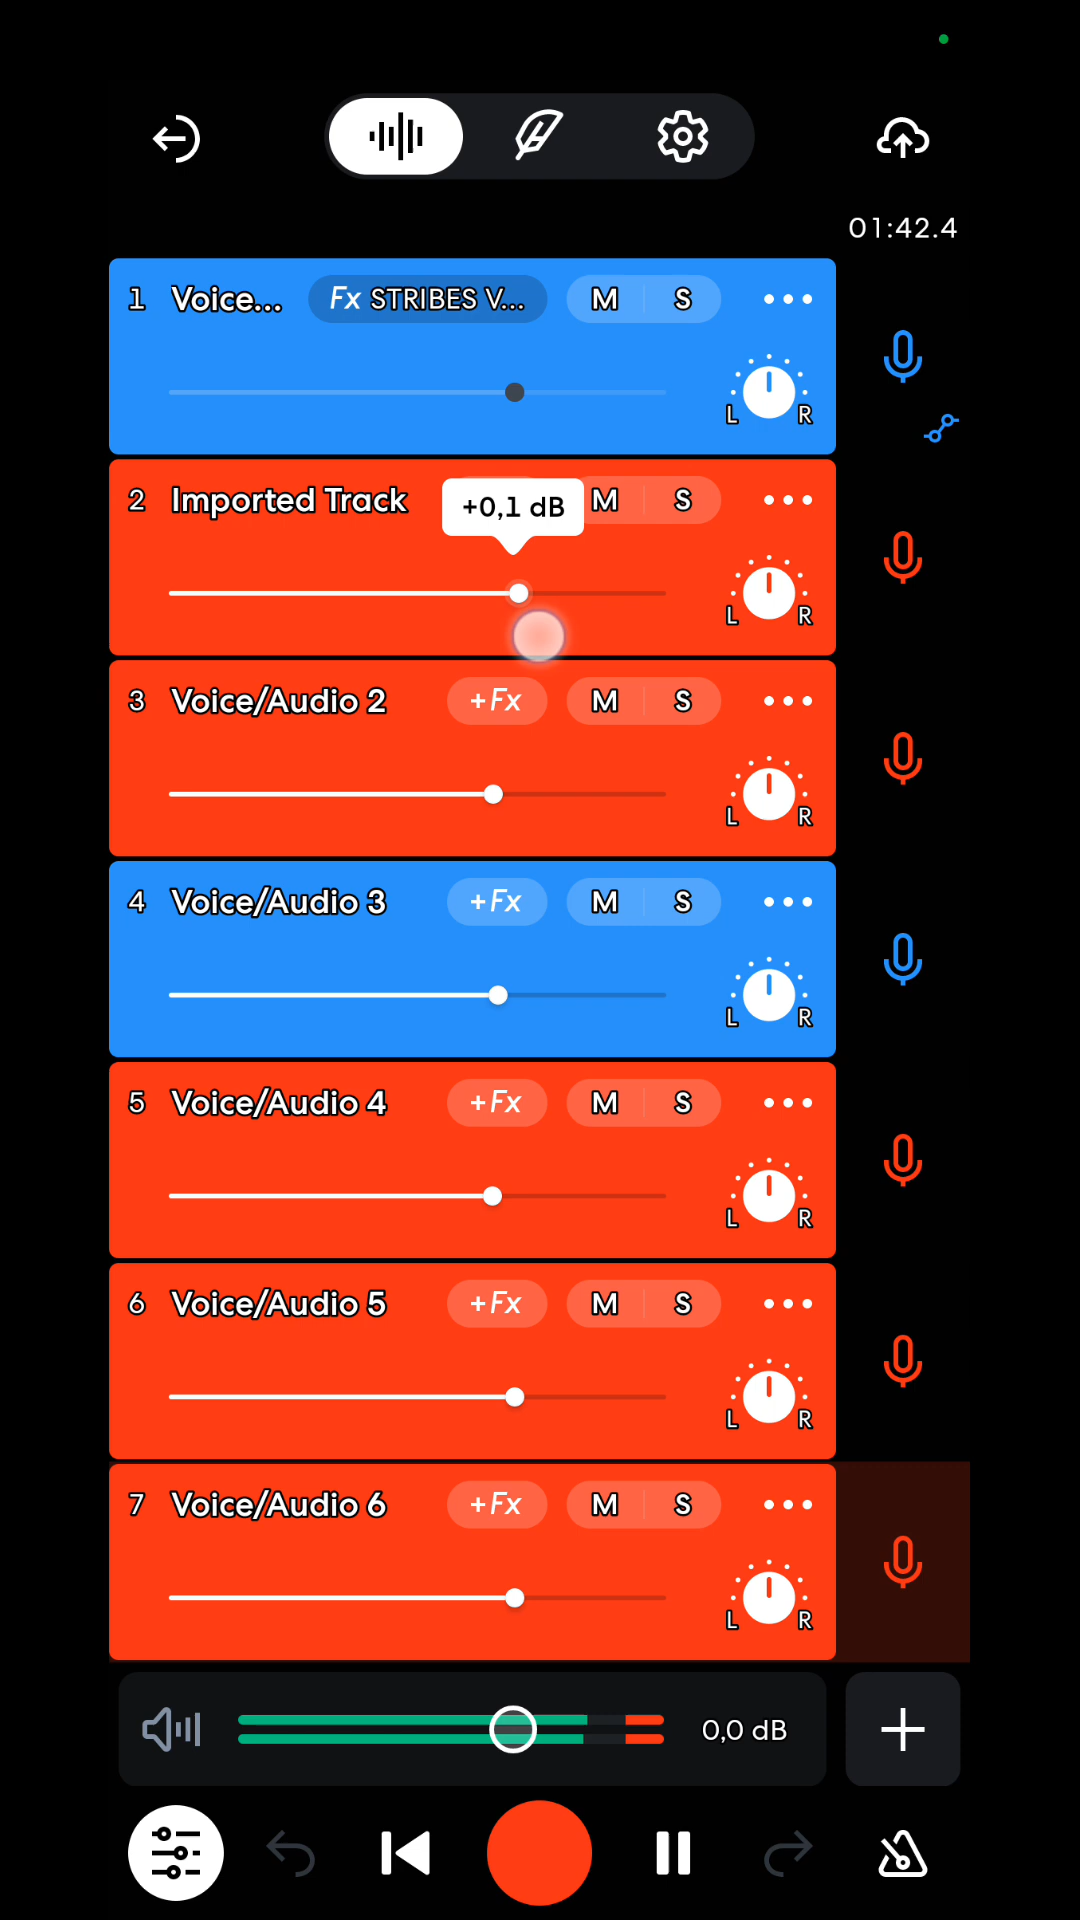 01:42.4
1 Voice... Fx STRIBES V... M S
L R
2 Imported Track +0,1 dB M S
L R
3 Voice/Audio 2 +Fx M S
L R
4 Voice/Audio 3 +Fx M S
L R
5 Voice/Audio 4 +Fx M S
L R
6 Voice/Audio 5 +Fx M S
L R
7 Voice/Audio 6 +Fx M S
L R
0,0 dB